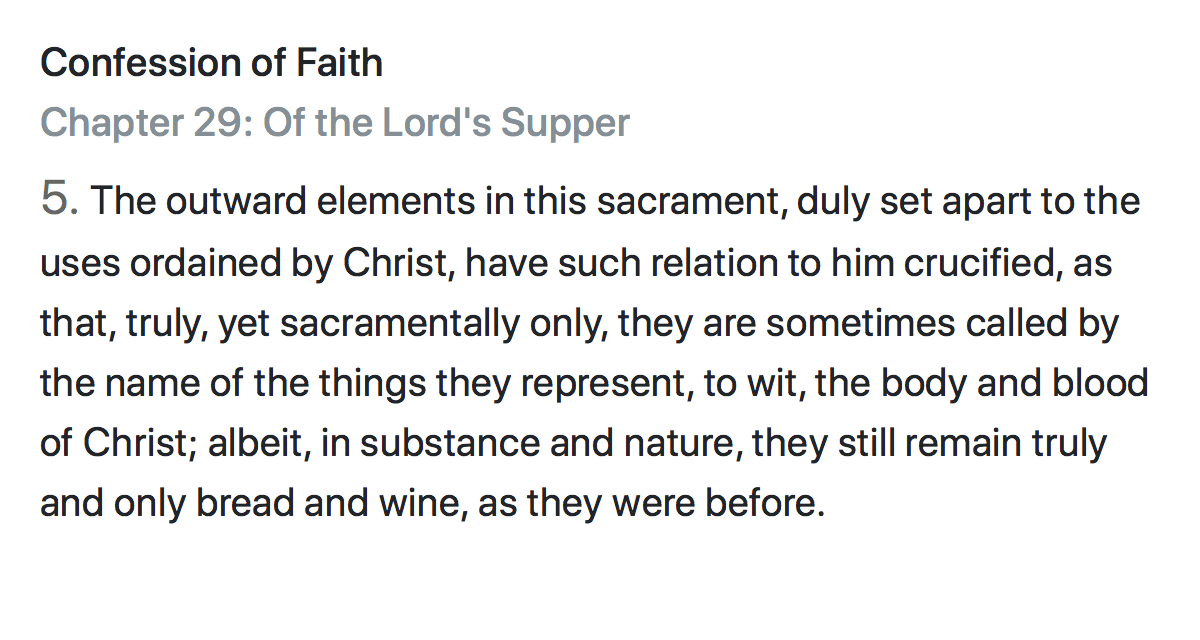 Confession of Faith
Chapter 29: Of the Lord's Supper
5. The outward elements in this sacrament, duly set apart to the
uses ordained by Christ, have such relation to him crucified, as
that, truly, yet sacramentally only, they are sometimes called by
the name of the things they represent, to wit, the body and blood
of Christ; albeit, in substance and nature, they still remain truly
and only bread and wine, as they were before.